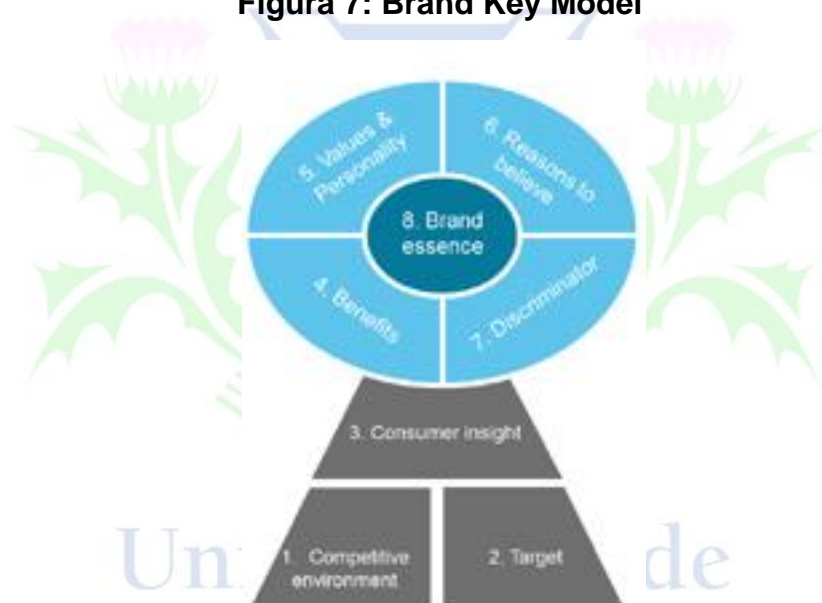 Figura 7: Brand Key Model
5. Values &
Personality
6. Reasons to
believe
8. Brand
essence
4. Benefits
7. Discriminator
3. Consumer insight
1. Competitive
environment
2. Target
Un
de